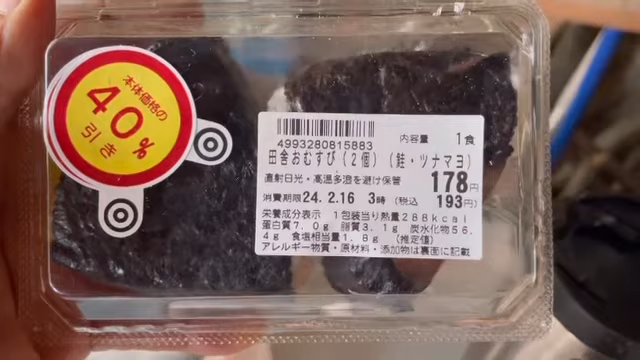 本体価格の
40%
引き
4993280815883
内容量 1食
田舎おむすび(2個)(鮭・ツナマヨ)
直射日光・高温多湿を避け保管
178円
消費期限24.2.16 3時 (税込 193円)
栄養成分表示 1包装当り熱量288kcal
蛋白質7.0g 脂質3.1g 炭水化物56.
4g 食塩相当量1.8g (推定値)
アレルギー物質・原材料・添加物は裏面に記載